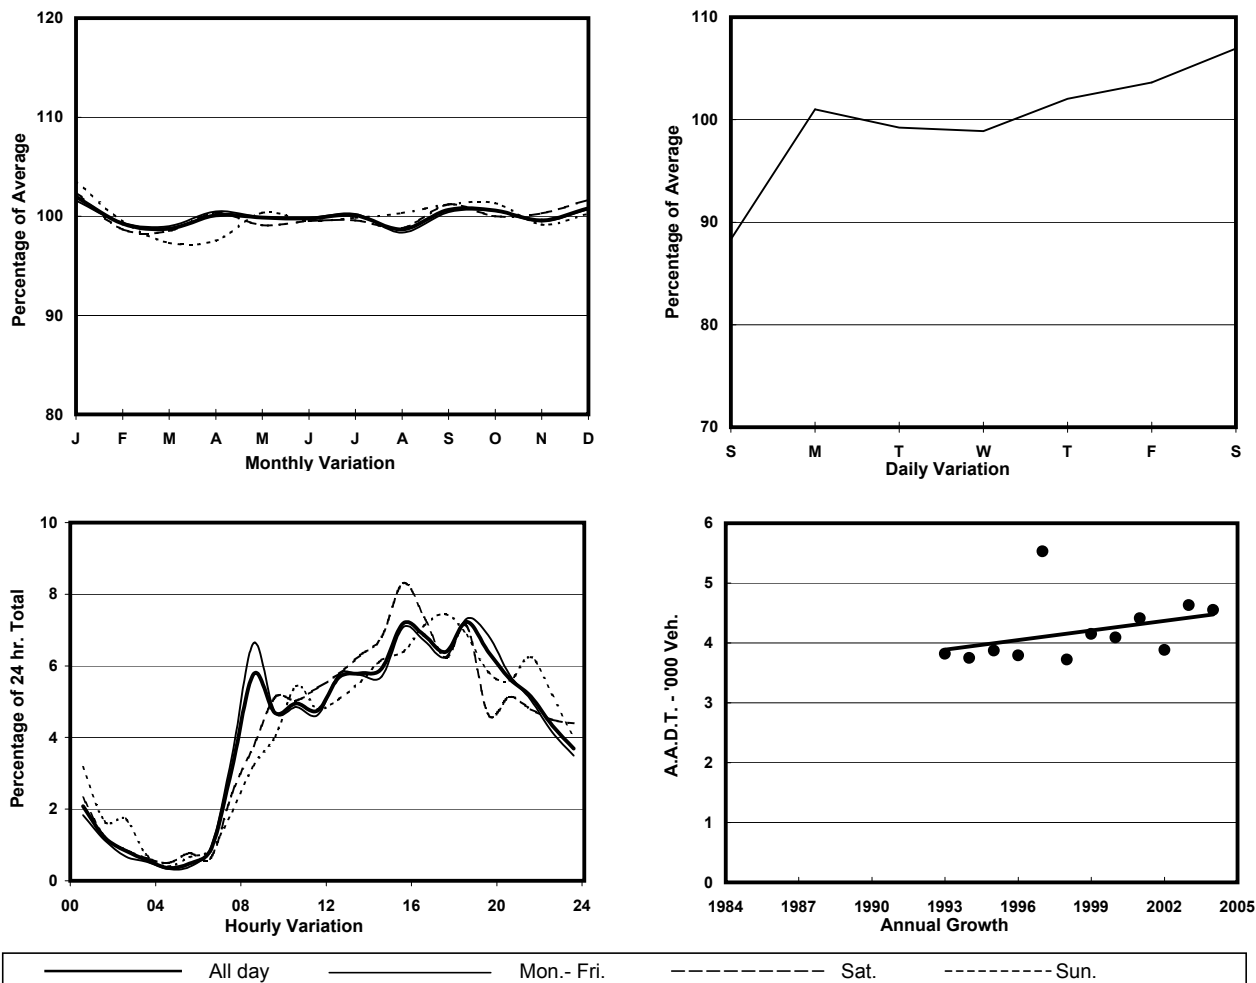 120
110
100
90
80
Percentage of Average
J F M A M J J A S O N D
Monthly Variation
110
100
90
80
70
Percentage of Average
S M T W T F S
Daily Variation
10
8
6
4
2
0
Percentage of 24 hr. Total
00 04 08 12 16 20 24
Hourly Variation
6
5
4
3
2
1
0
A.A.D.T. - '000 Veh.
1984 1987 1990 1993 1996 1999 2002 2005
Annual Growth
All day Mon.- Fri. Sat. Sun.